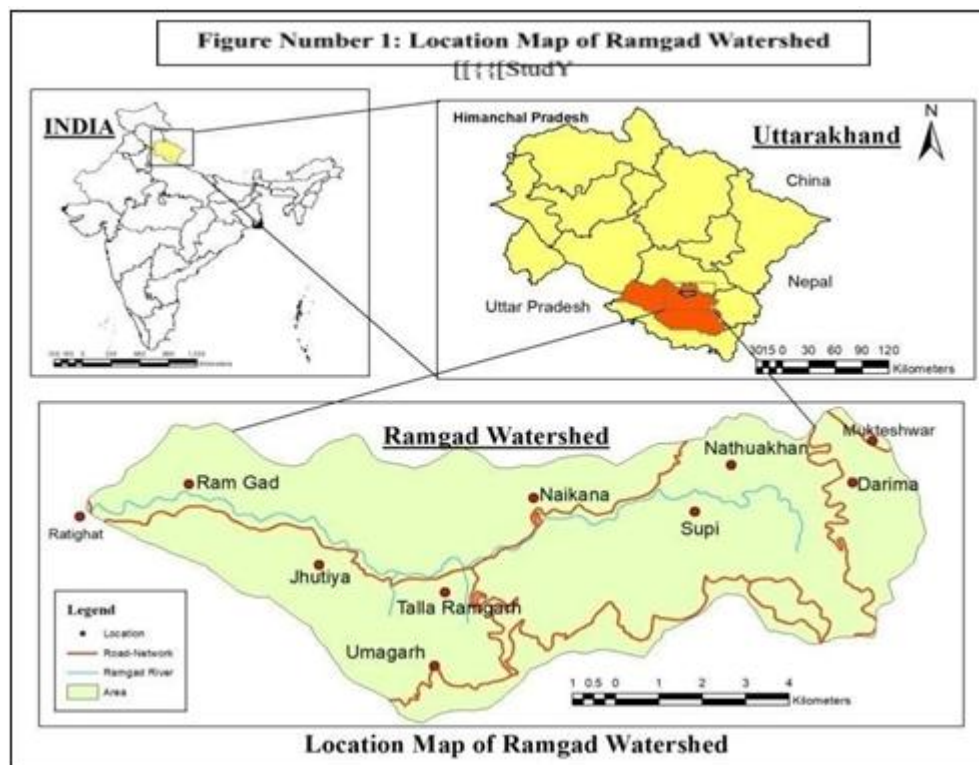 Figure Number 1: Location Map of Ramgad Watershed
[[{{[StudY
INDIA
Kilometers
Himanchal Pradesh
Uttarakhand
N
China
Nepal
Uttar Pradesh
3015 0 30 60 90 120
Kilometers
Ramgad Watershed
Mukteshwar
Nathuakhan
Ram Gad
Naikana
Darima
Ratighat
Supi
Jhutiya
Talla Ramgarh
Umagarh
Legend
Location
Road-Network
Ramgad River
Area
1 0.5 0 1 2 3 4
Kilometers
Location Map of Ramgad Watershed